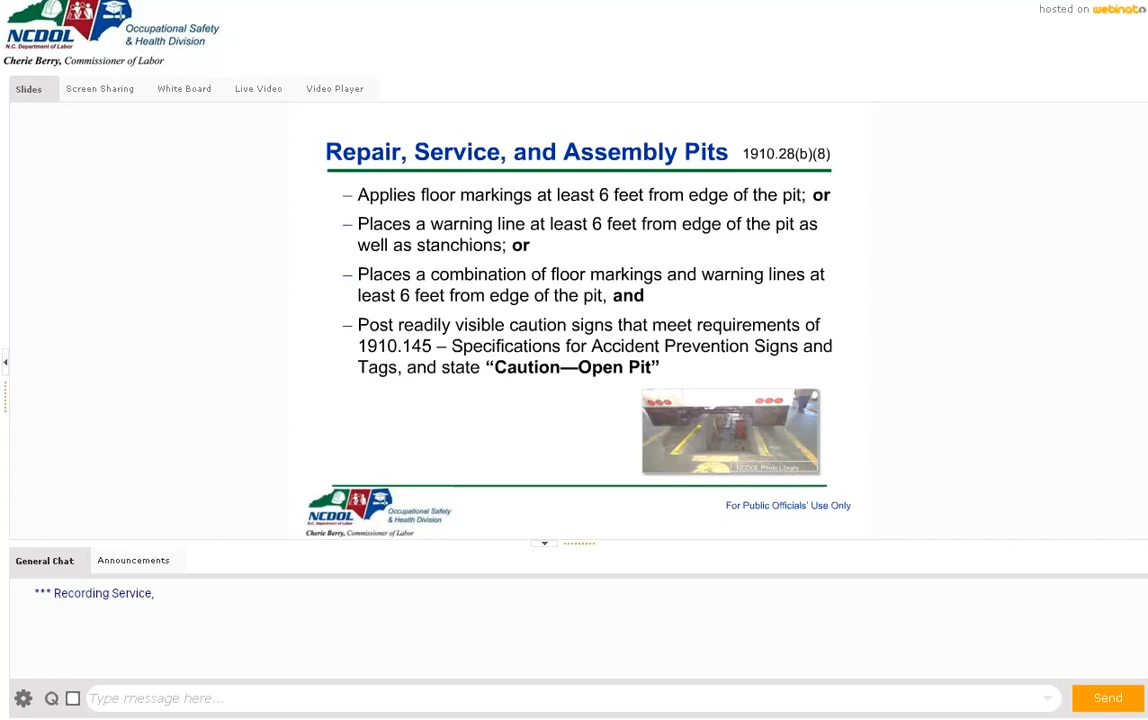 hosted on webinato
NCDOL
N.C. Department of Labor
Occupational Safety
& Health Division
Cherie Berry, Commissioner of Labor
Slides Screen Sharing White Board Live Video Video Player
Repair, Service, and Assembly Pits 1910.28(b)(8)
– Applies floor markings at least 6 feet from edge of the pit; or
– Places a warning line at least 6 feet from edge of the pit as
well as stanchions; or
– Places a combination of floor markings and warning lines at
least 6 feet from edge of the pit, and
– Post readily visible caution signs that meet requirements of
1910.145 – Specifications for Accident Prevention Signs and
Tags, and state “Caution—Open Pit”
NCDOL Photo Library
NCDOL
N.C. Department of Labor
Occupational Safety
& Health Division
Cherie Berry, Commissioner of Labor
For Public Officials' Use Only
General Chat Announcements
*** Recording Service,
Type message here...
Send